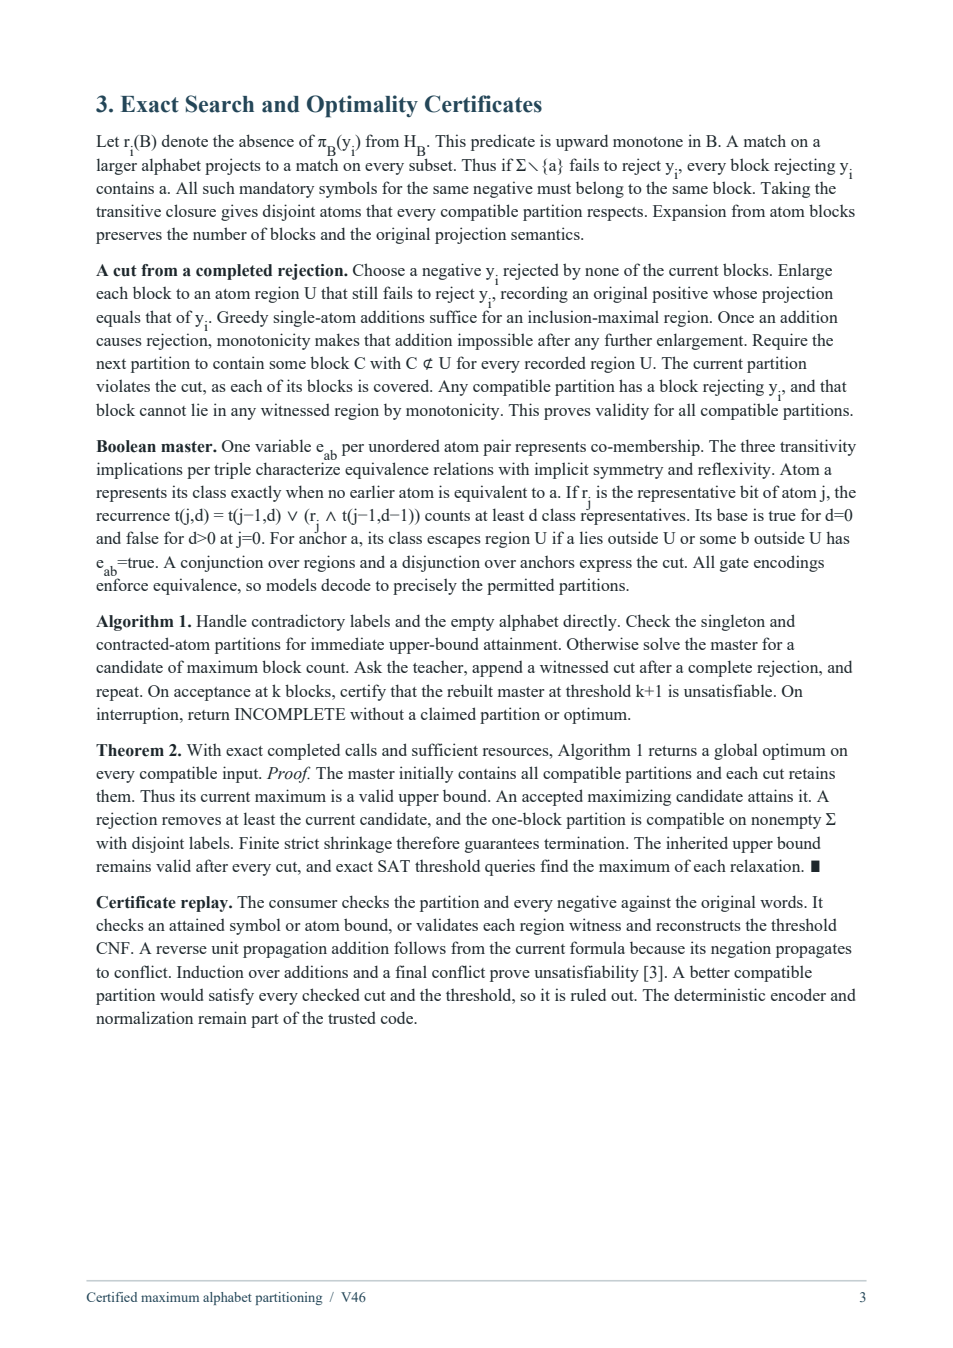 3. Exact Search and Optimality Certificates
Let r_i(B) denote the absence of π_B(y_i) from H_B. This predicate is upward monotone in B. A match on a
larger alphabet projects to a match on every subset. Thus if Σ∖{a} fails to reject y_i, every block rejecting y_i
contains a. All such mandatory symbols for the same negative must belong to the same block. Taking the
transitive closure gives disjoint atoms that every compatible partition respects. Expansion from atom blocks
preserves the number of blocks and the original projection semantics.
A cut from a completed rejection. Choose a negative y_i rejected by none of the current blocks. Enlarge
each block to an atom region U that still fails to reject y_i, recording an original positive whose projection
equals that of y_i. Greedy single-atom additions suffice for an inclusion-maximal region. Once an addition
causes rejection, monotonicity makes that addition impossible after any further enlargement. Require the
next partition to contain some block C with C ⊄ U for every recorded region U. The current partition
violates the cut, as each of its blocks is covered. Any compatible partition has a block rejecting y_i, and that
block cannot lie in any witnessed region by monotonicity. This proves validity for all compatible partitions.
Boolean master. One variable e_ab per unordered atom pair represents co-membership. The three transitivity
implications per triple characterize equivalence relations with implicit symmetry and reflexivity. Atom a
represents its class exactly when no earlier atom is equivalent to a. If r_j is the representative bit of atom j, the
recurrence t(j,d) = t(j−1,d) ∨ (r_j ∧ t(j−1,d−1)) counts at least d class representatives. Its base is true for d=0
and false for d>0 at j=0. For anchor a, its class escapes region U if a lies outside U or some b outside U has
e_ab=true. A conjunction over regions and a disjunction over anchors express the cut. All gate encodings
enforce equivalence, so models decode to precisely the permitted partitions.
Algorithm 1. Handle contradictory labels and the empty alphabet directly. Check the singleton and
contracted-atom partitions for immediate upper-bound attainment. Otherwise solve the master for a
candidate of maximum block count. Ask the teacher, append a witnessed cut after a complete rejection, and
repeat. On acceptance at k blocks, certify that the rebuilt master at threshold k+1 is unsatisfiable. On
interruption, return INCOMPLETE without a claimed partition or optimum.
Theorem 2. With exact completed calls and sufficient resources, Algorithm 1 returns a global optimum on
every compatible input. Proof. The master initially contains all compatible partitions and each cut retains
them. Thus its current maximum is a valid upper bound. An accepted maximizing candidate attains it. A
rejection removes at least the current candidate, and the one-block partition is compatible on nonempty Σ
with disjoint labels. Finite strict shrinkage therefore guarantees termination. The inherited upper bound
remains valid after every cut, and exact SAT threshold queries find the maximum of each relaxation. ∎
Certificate replay. The consumer checks the partition and every negative against the original words. It
checks an attained symbol or atom bound, or validates each region witness and reconstructs the threshold
CNF. A reverse unit propagation addition follows from the current formula because its negation propagates
to conflict. Induction over additions and a final conflict prove unsatisfiability [3]. A better compatible
partition would satisfy every checked cut and the threshold, so it is ruled out. The deterministic encoder and
normalization remain part of the trusted code.
Certified maximum alphabet partitioning / V46
3